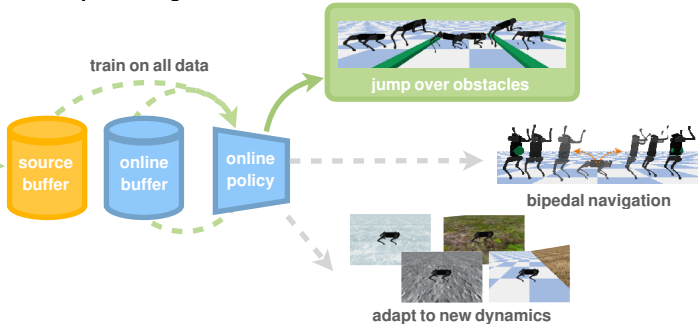 train on all data
jump over obstacles
source
buffer
online
buffer
online
policy
bipedal navigation
adapt to new dynamics